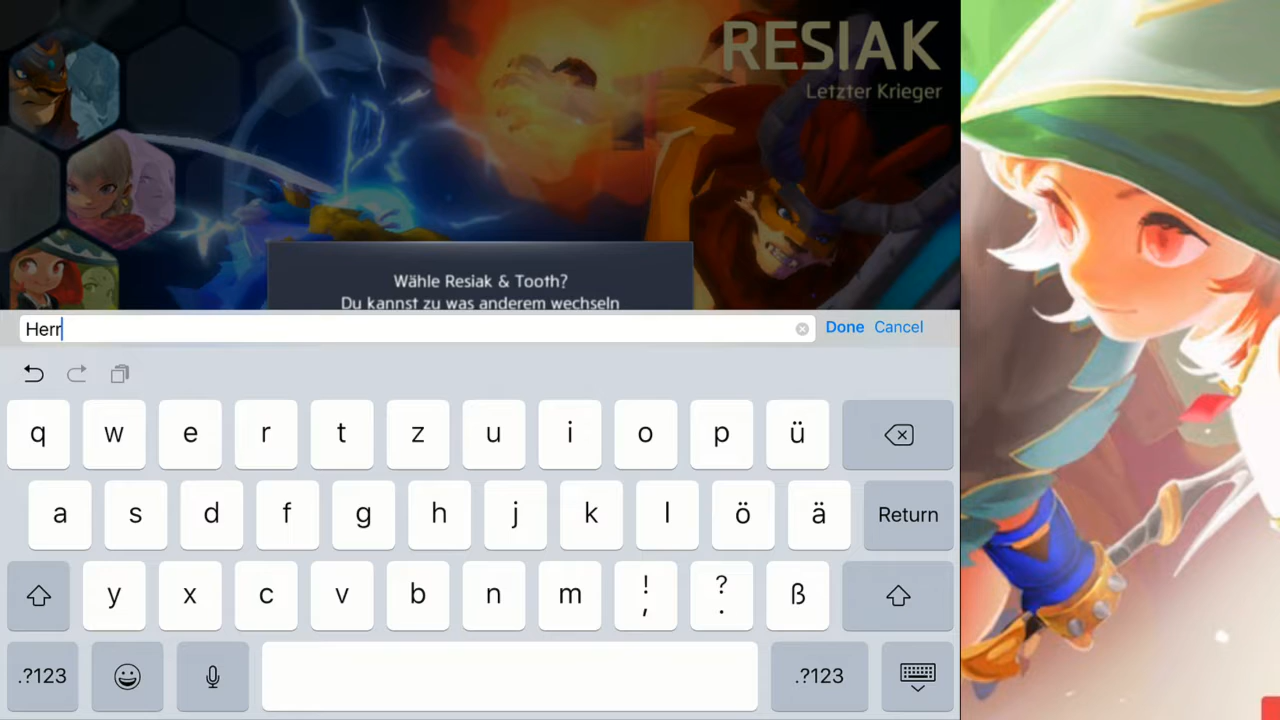 RESIAK
Letzter Krieger
Wähle Resiak & Tooth?
Du kannst zu was anderem wechseln
Herr
Done Cancel
q w e r t z u i o p ü
a s d f g h j k l ö ä Return
y x c v b n m ! , ? . ß
.?123 .?123